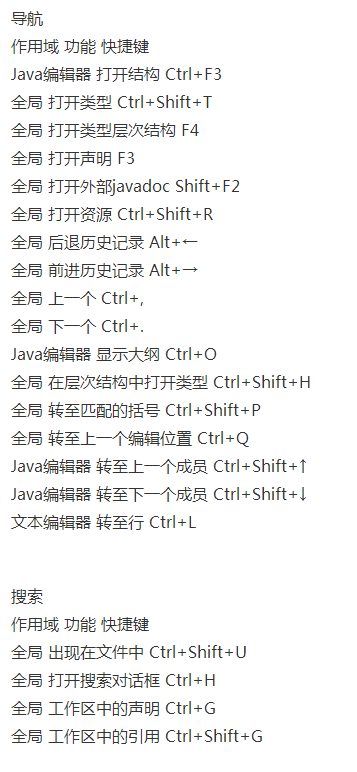 导航
作用域 功能 快捷键
Java编辑器 打开结构 Ctrl+F3
全局 打开类型 Ctrl+Shift+T
全局 打开类型层次结构 F4
全局 打开声明 F3
全局 打开外部javadoc Shift+F2
全局 打开资源 Ctrl+Shift+R
全局 后退历史记录 Alt+←
全局 前进历史记录 Alt+→
全局 上一个 Ctrl+,
全局 下一个 Ctrl+.
Java编辑器 显示大纲 Ctrl+O
全局 在层次结构中打开类型 Ctrl+Shift+H
全局 转至匹配的括号 Ctrl+Shift+P
全局 转至上一个编辑位置 Ctrl+Q
Java编辑器 转至上一个成员 Ctrl+Shift+↑
Java编辑器 转至下一个成员 Ctrl+Shift+↓
文本编辑器 转至行 Ctrl+L
搜索
作用域 功能 快捷键
全局 出现在文件中 Ctrl+Shift+U
全局 打开搜索对话框 Ctrl+H
全局 工作区中的声明 Ctrl+G
全局 工作区中的引用 Ctrl+Shift+G